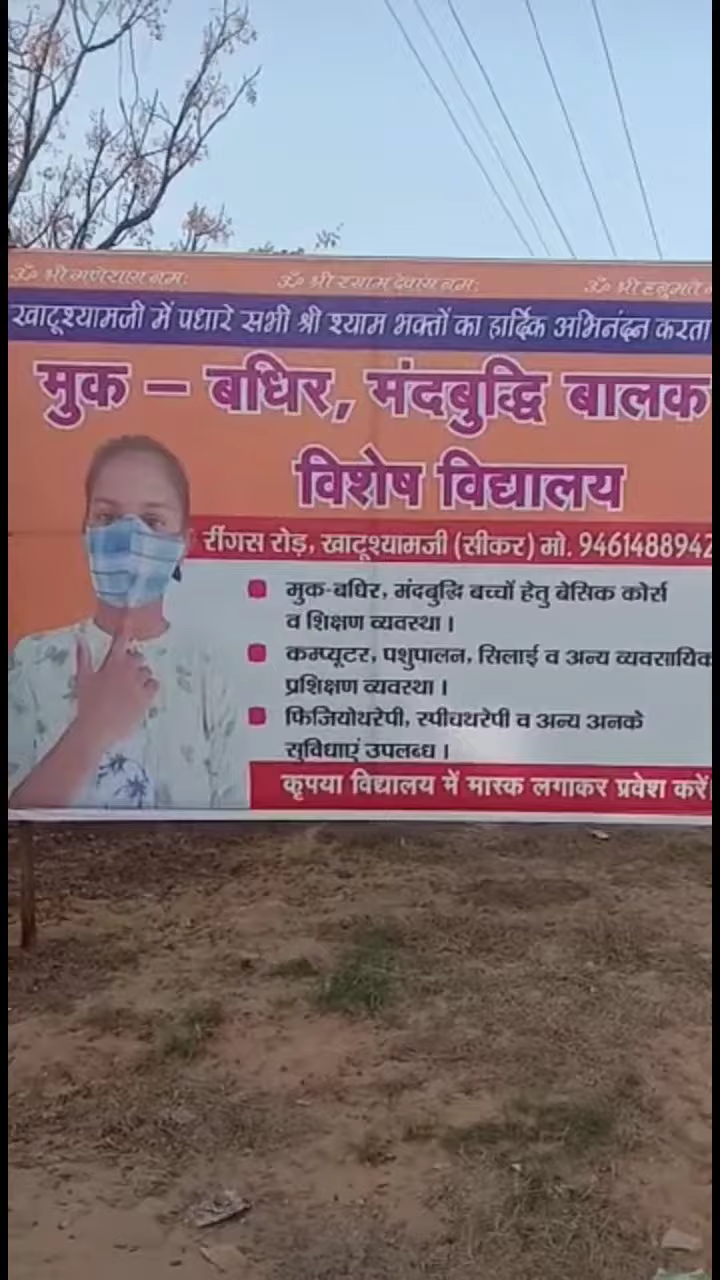 ॐ श्री गणेशाय नमः ॐ श्री श्याम देवाय नमः ॐ श्री हनुमते
खाटूश्यामजी में पधारे सभी श्री श्याम भक्तों का हार्दिक अभिनंदन करता
मुक – बधिर, मंदबुद्धि बालक
विशेष विद्यालय
रींगस रोड़, खाटूश्यामजी (सीकर) मो. 9461488942
मुक-बधिर, मंदबुद्धि बच्चों हेतु बेसिक कोर्स
व शिक्षण व्यवस्था ।
कम्प्यूटर, पशुपालन, सिलाई व अन्य व्यवसायिक
प्रशिक्षण व्यवस्था ।
फिजियोथरेपी, स्पीचथरेपी व अन्य अनके
सुविधाएं उपलब्ध ।
कृपया विद्यालय में मास्क लगाकर प्रवेश करें